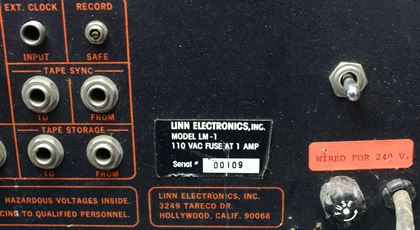 EXT. CLOCK
RECORD
INPUT
SAFE
TAPE SYNC
TO
FROM
TAPE STORAGE
TO
FROM
LINN ELECTRONICS, INC.
MODEL LM-1
110 VAC FUSE AT 1 AMP
Serial # 00109
WIRED FOR 240 V.
HAZARDOUS VOLTAGES INSIDE.
CING TO QUALIFIED PERSONNEL.
LINN ELECTRONICS, INC.
3249 TARECO DR.
HOLLYWOOD, CALIF. 90068
FUSE